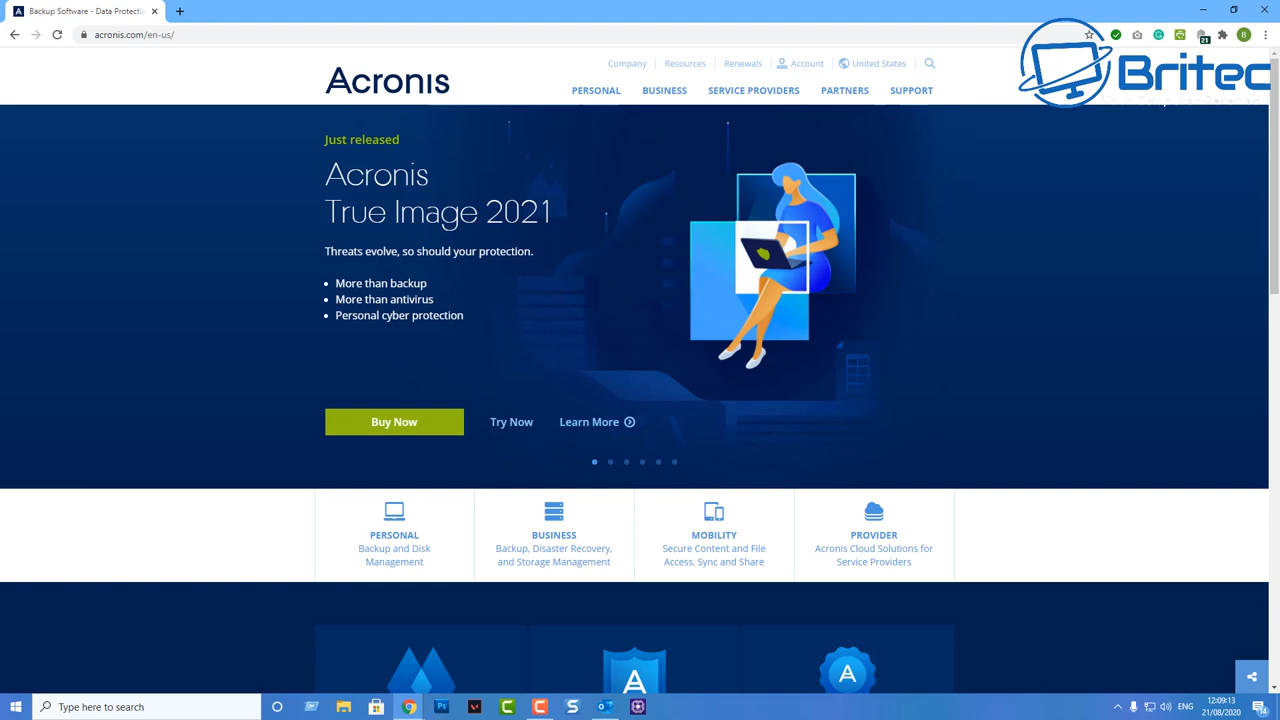 Backup Software - Data Protectio
acronis.com/en-us/
21
B
Britec
Company
Resources
Renewals
Account
United States
Acronis
PERSONAL
BUSINESS
SERVICE PROVIDERS
PARTNERS
SUPPORT
Just released
Acronis
True Image 2021
Threats evolve, so should your protection.
More than backup
More than antivirus
Personal cyber protection
Buy Now
Try Now
Learn More
PERSONAL
Backup and Disk
Management
BUSINESS
Backup, Disaster Recovery,
and Storage Management
MOBILITY
Secure Content and File
Access, Sync and Share
PROVIDER
Acronis Cloud Solutions for
Service Providers
A
A
Type here to search
Ps
ENG
12:09:13
21/08/2020
14